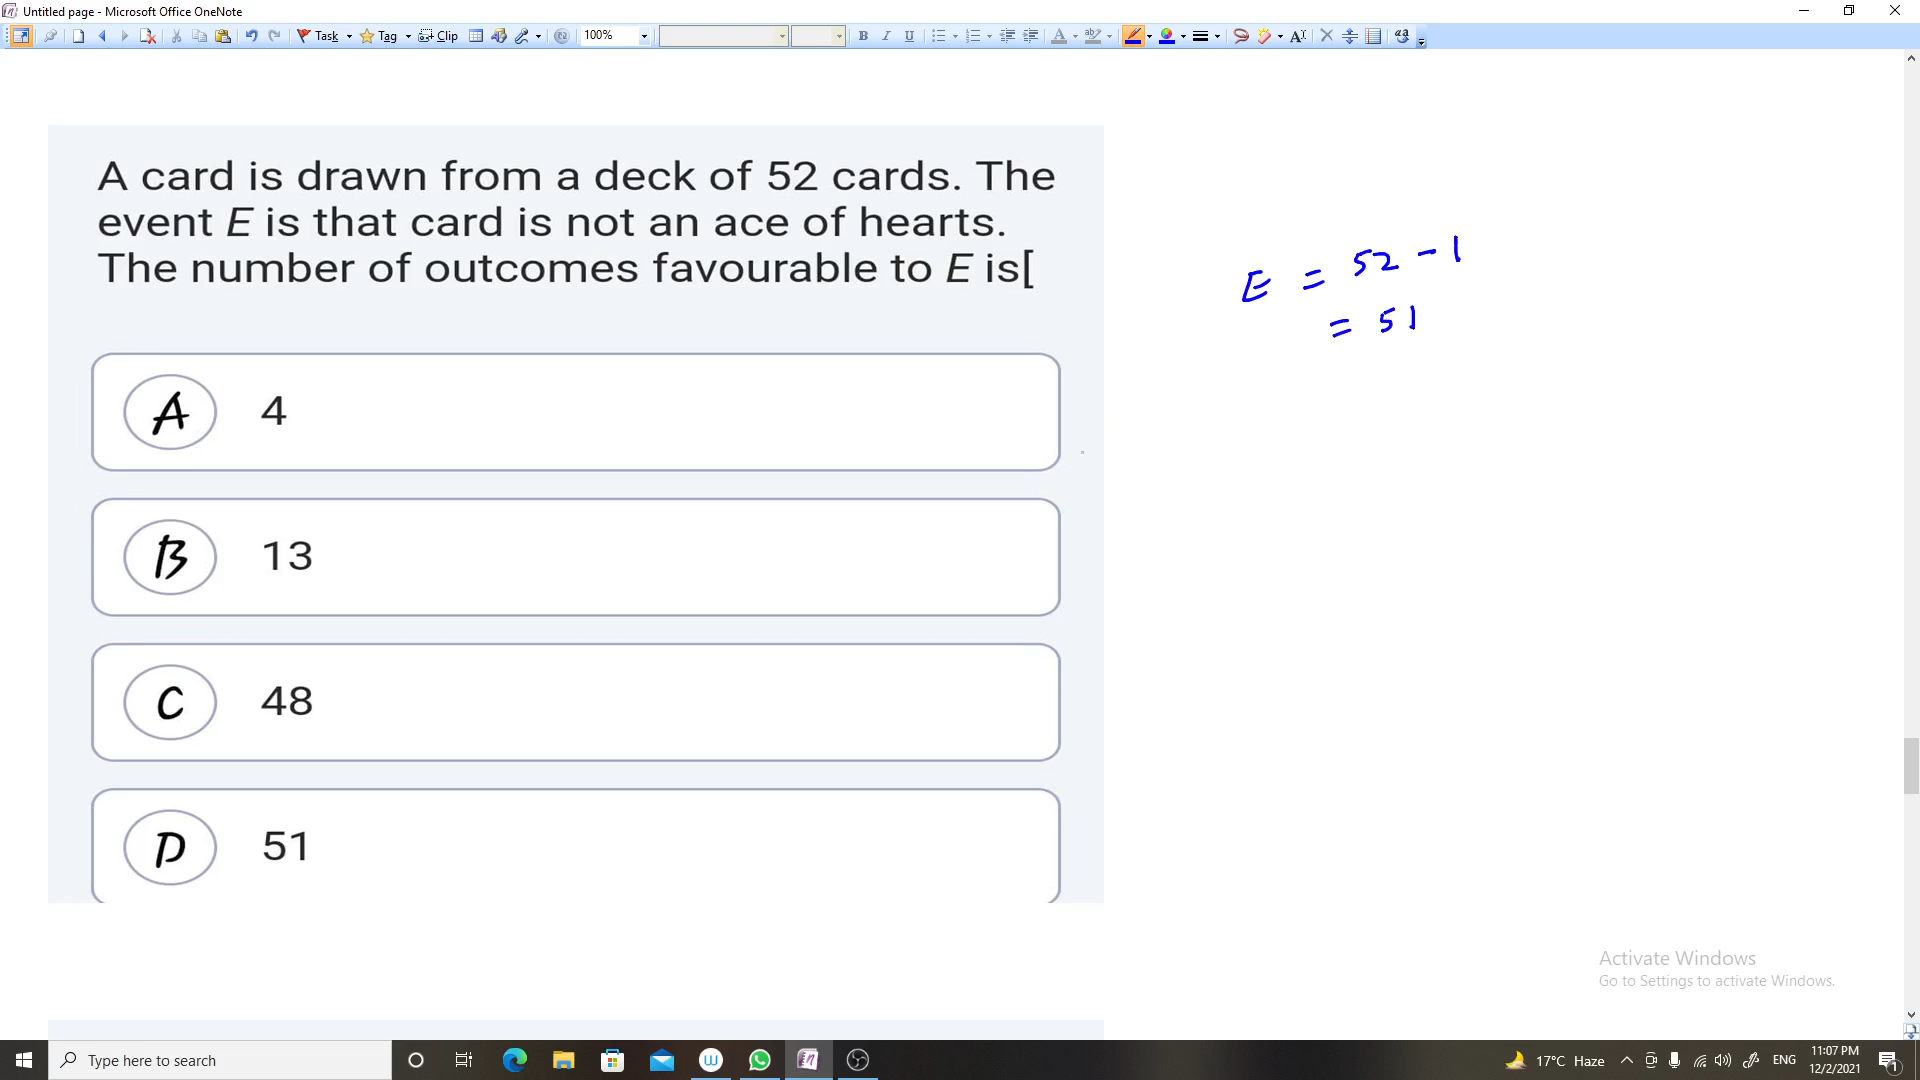 Untitled page - Microsoft Office OneNote
Task Tag Clip 100%
A card is drawn from a deck of 52 cards. The
event E is that card is not an ace of hearts.
The number of outcomes favourable to E is[
E = 52 - 1
= 51
A 4
B 13
C 48
D 51
Activate Windows
Go to Settings to activate Windows.
Type here to search
17°C Haze
ENG
11:07 PM
12/2/2021